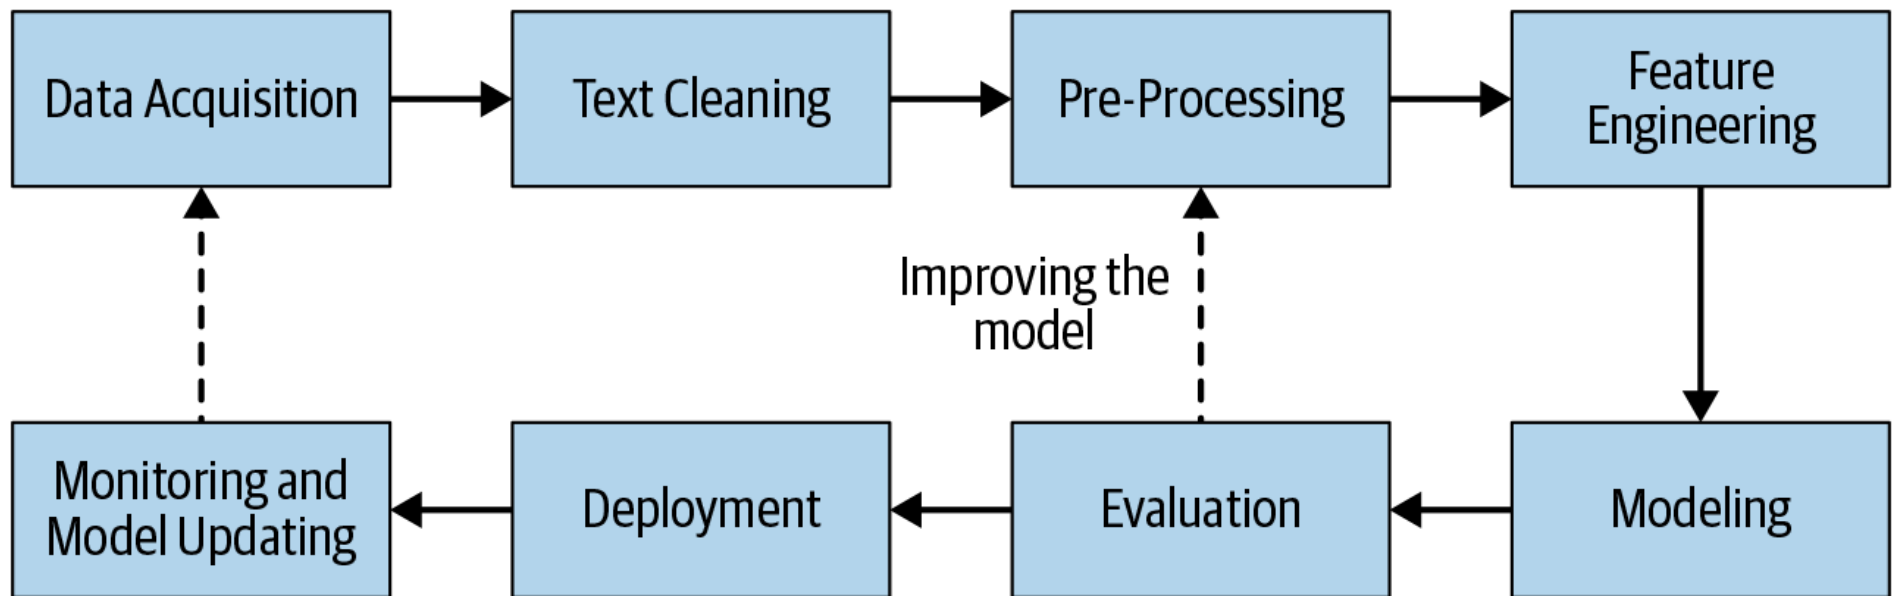 Data Acquisition
Text Cleaning
Pre-Processing
Feature
Engineering
Improving the
model
Monitoring and
Model Updating
Deployment
Evaluation
Modeling